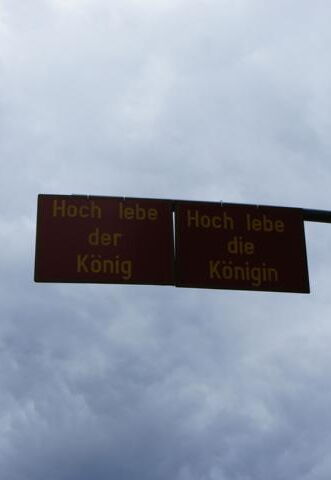 Hoch lebe
der
König
Hoch lebe
die
Königin